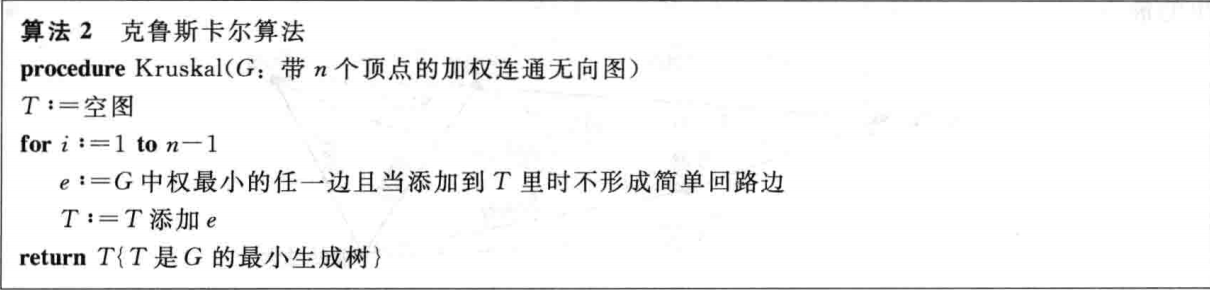 算法 2 克鲁斯卡尔算法
procedure Kruskal(G: 带 n 个顶点的加权连通无向图)
T :=空图
for i :=1 to n−1
e :=G 中权最小的任一边且当添加到 T 里时不形成简单回路边
T :=T 添加 e
return T{T 是 G 的最小生成树}